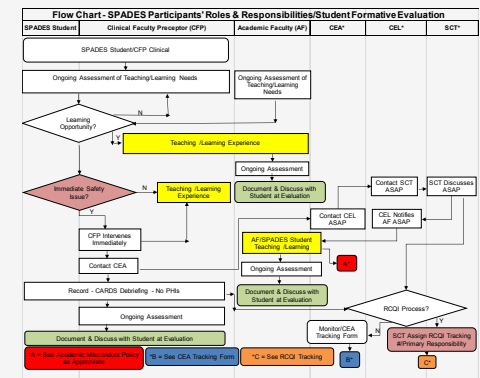 Flow Chart - SPADES Participants' Roles & Responsibilities/Student Formative Evaluation
SPADES Student
Clinical Faculty Preceptor (CFP)
Academic Faculty (AF)
CEA*
CEL*
SCT*
SPADES Student/CFP Clinical
Ongoing Assessment of Teaching/Learning Needs
Ongoing Assessment of
Teaching/Learning
Needs
N
Learning
Opportunity?
Y
Teaching /Learning Experience
Ongoing Assessment
Immediate Safety
Issue?
N
Teaching /Learning
Experience
Document & Discuss with
Student at Evaluation
Contact SCT
ASAP
SCT Discusses
ASAP
Y
Contact CEL
ASAP
CEL Notifies
AF ASAP
CFP Intervenes
Immediately
AF/SPADES Student
Teaching /Learning
Contact CEA
Ongoing Assessment
A*
Record - CARDS Debriefing - No PHIs
Document & Discuss with
Student at Evaluation
RCQI Process?
Ongoing Assessment
Monitor/CEA
Tracking Form
N
Y
Document & Discuss with Student at Evaluation
SCT Assign RCQI Tracking
#/Primary Responsibility
*A = See Academic Misconduct Policy
as Appropriate
*B = See CEA Tracking Form
*C = See RCQI Tracking
B*
C*